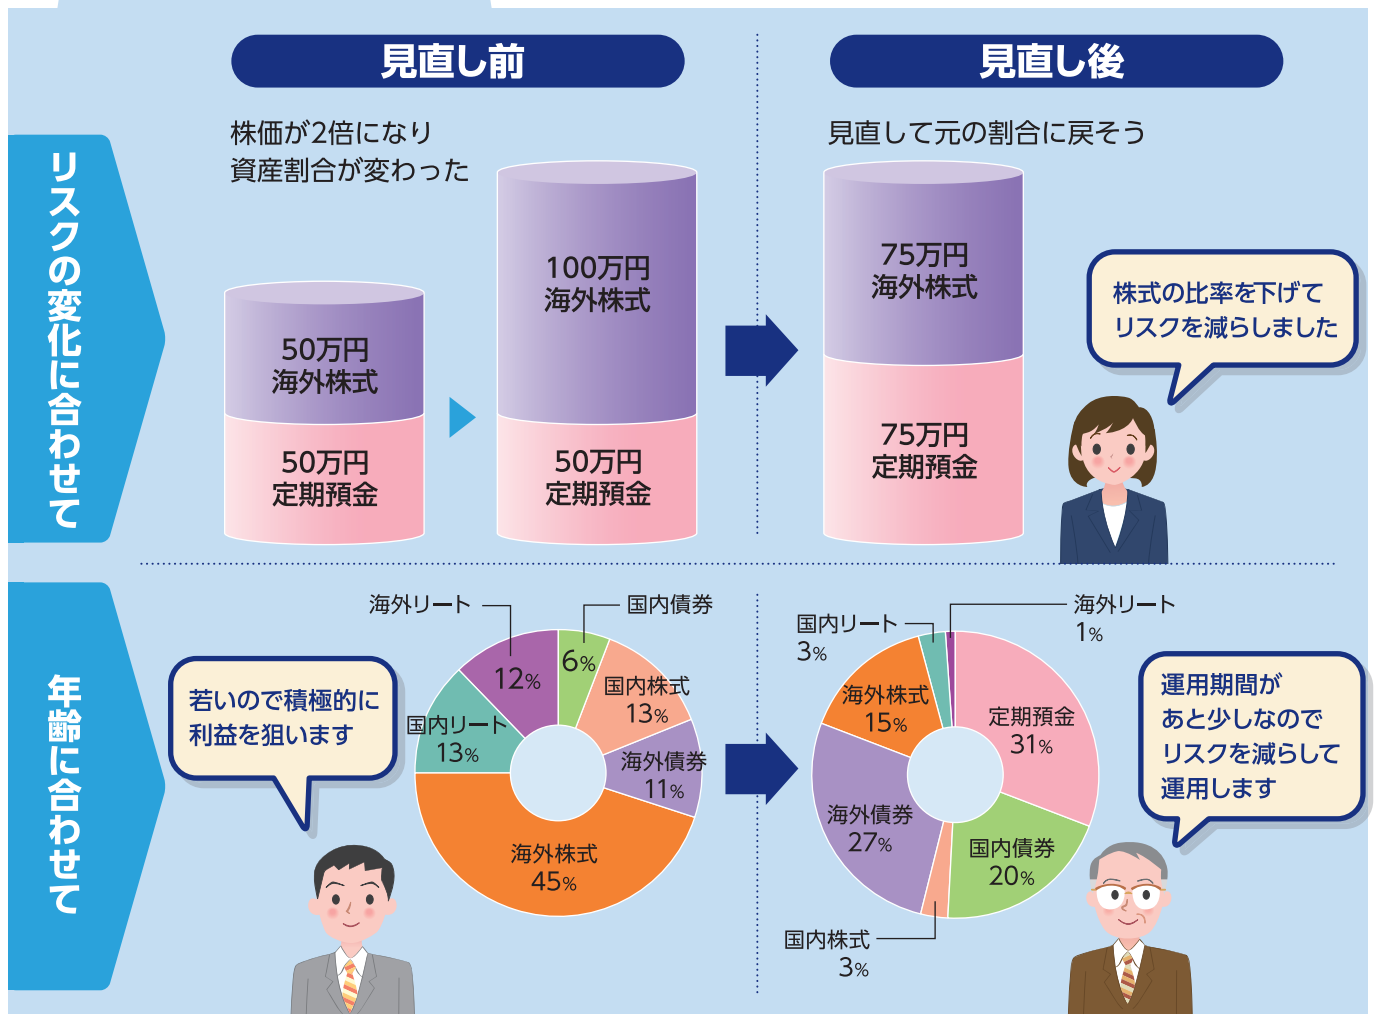 見直し前
見直し後
リスクの変化に合わせて
株価が2倍になり
資産割合が変わった
50万円
海外株式
50万円
定期預金
100万円
海外株式
50万円
定期預金
見直して元の割合に戻そう
75万円
海外株式
75万円
定期預金
株式の比率を下げて
リスクを減らしました
年齢に合わせて
若いので積極的に
利益を狙います
海外リート
12%
国内債券
6%
国内株式
13%
海外債券
11%
海外株式
45%
国内リート
13%
海外リート
1%
国内リート
3%
定期預金
31%
国内債券
20%
国内株式
3%
海外債券
27%
海外株式
15%
運用期間が
あと少しなので
リスクを減らして
運用します